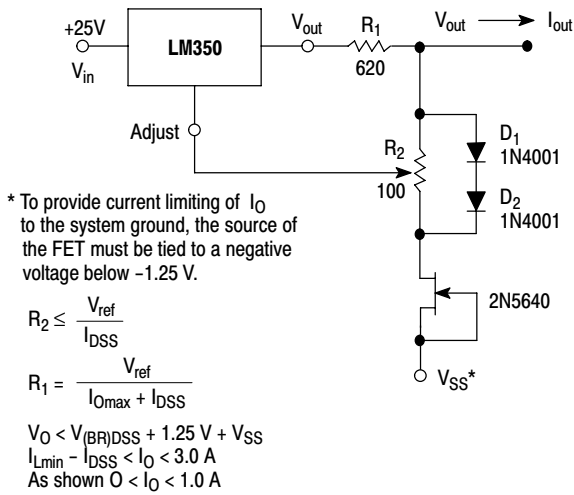 +25V
V_in
LM350
V_out
R_1
620
V_out
I_out
Adjust
R_2
100
D_1
1N4001
D_2
1N4001
2N5640
V_SS*
* To provide current limiting of I_O
to the system ground, the source of
the FET must be tied to a negative
voltage below –1.25 V.
R_2 ≤ V_ref / I_DSS
R_1 = V_ref / I_Omax + I_DSS
V_O < V_(BR)DSS + 1.25 V + V_SS
I_Lmin – I_DSS < I_O < 3.0 A
As shown O < I_O < 1.0 A